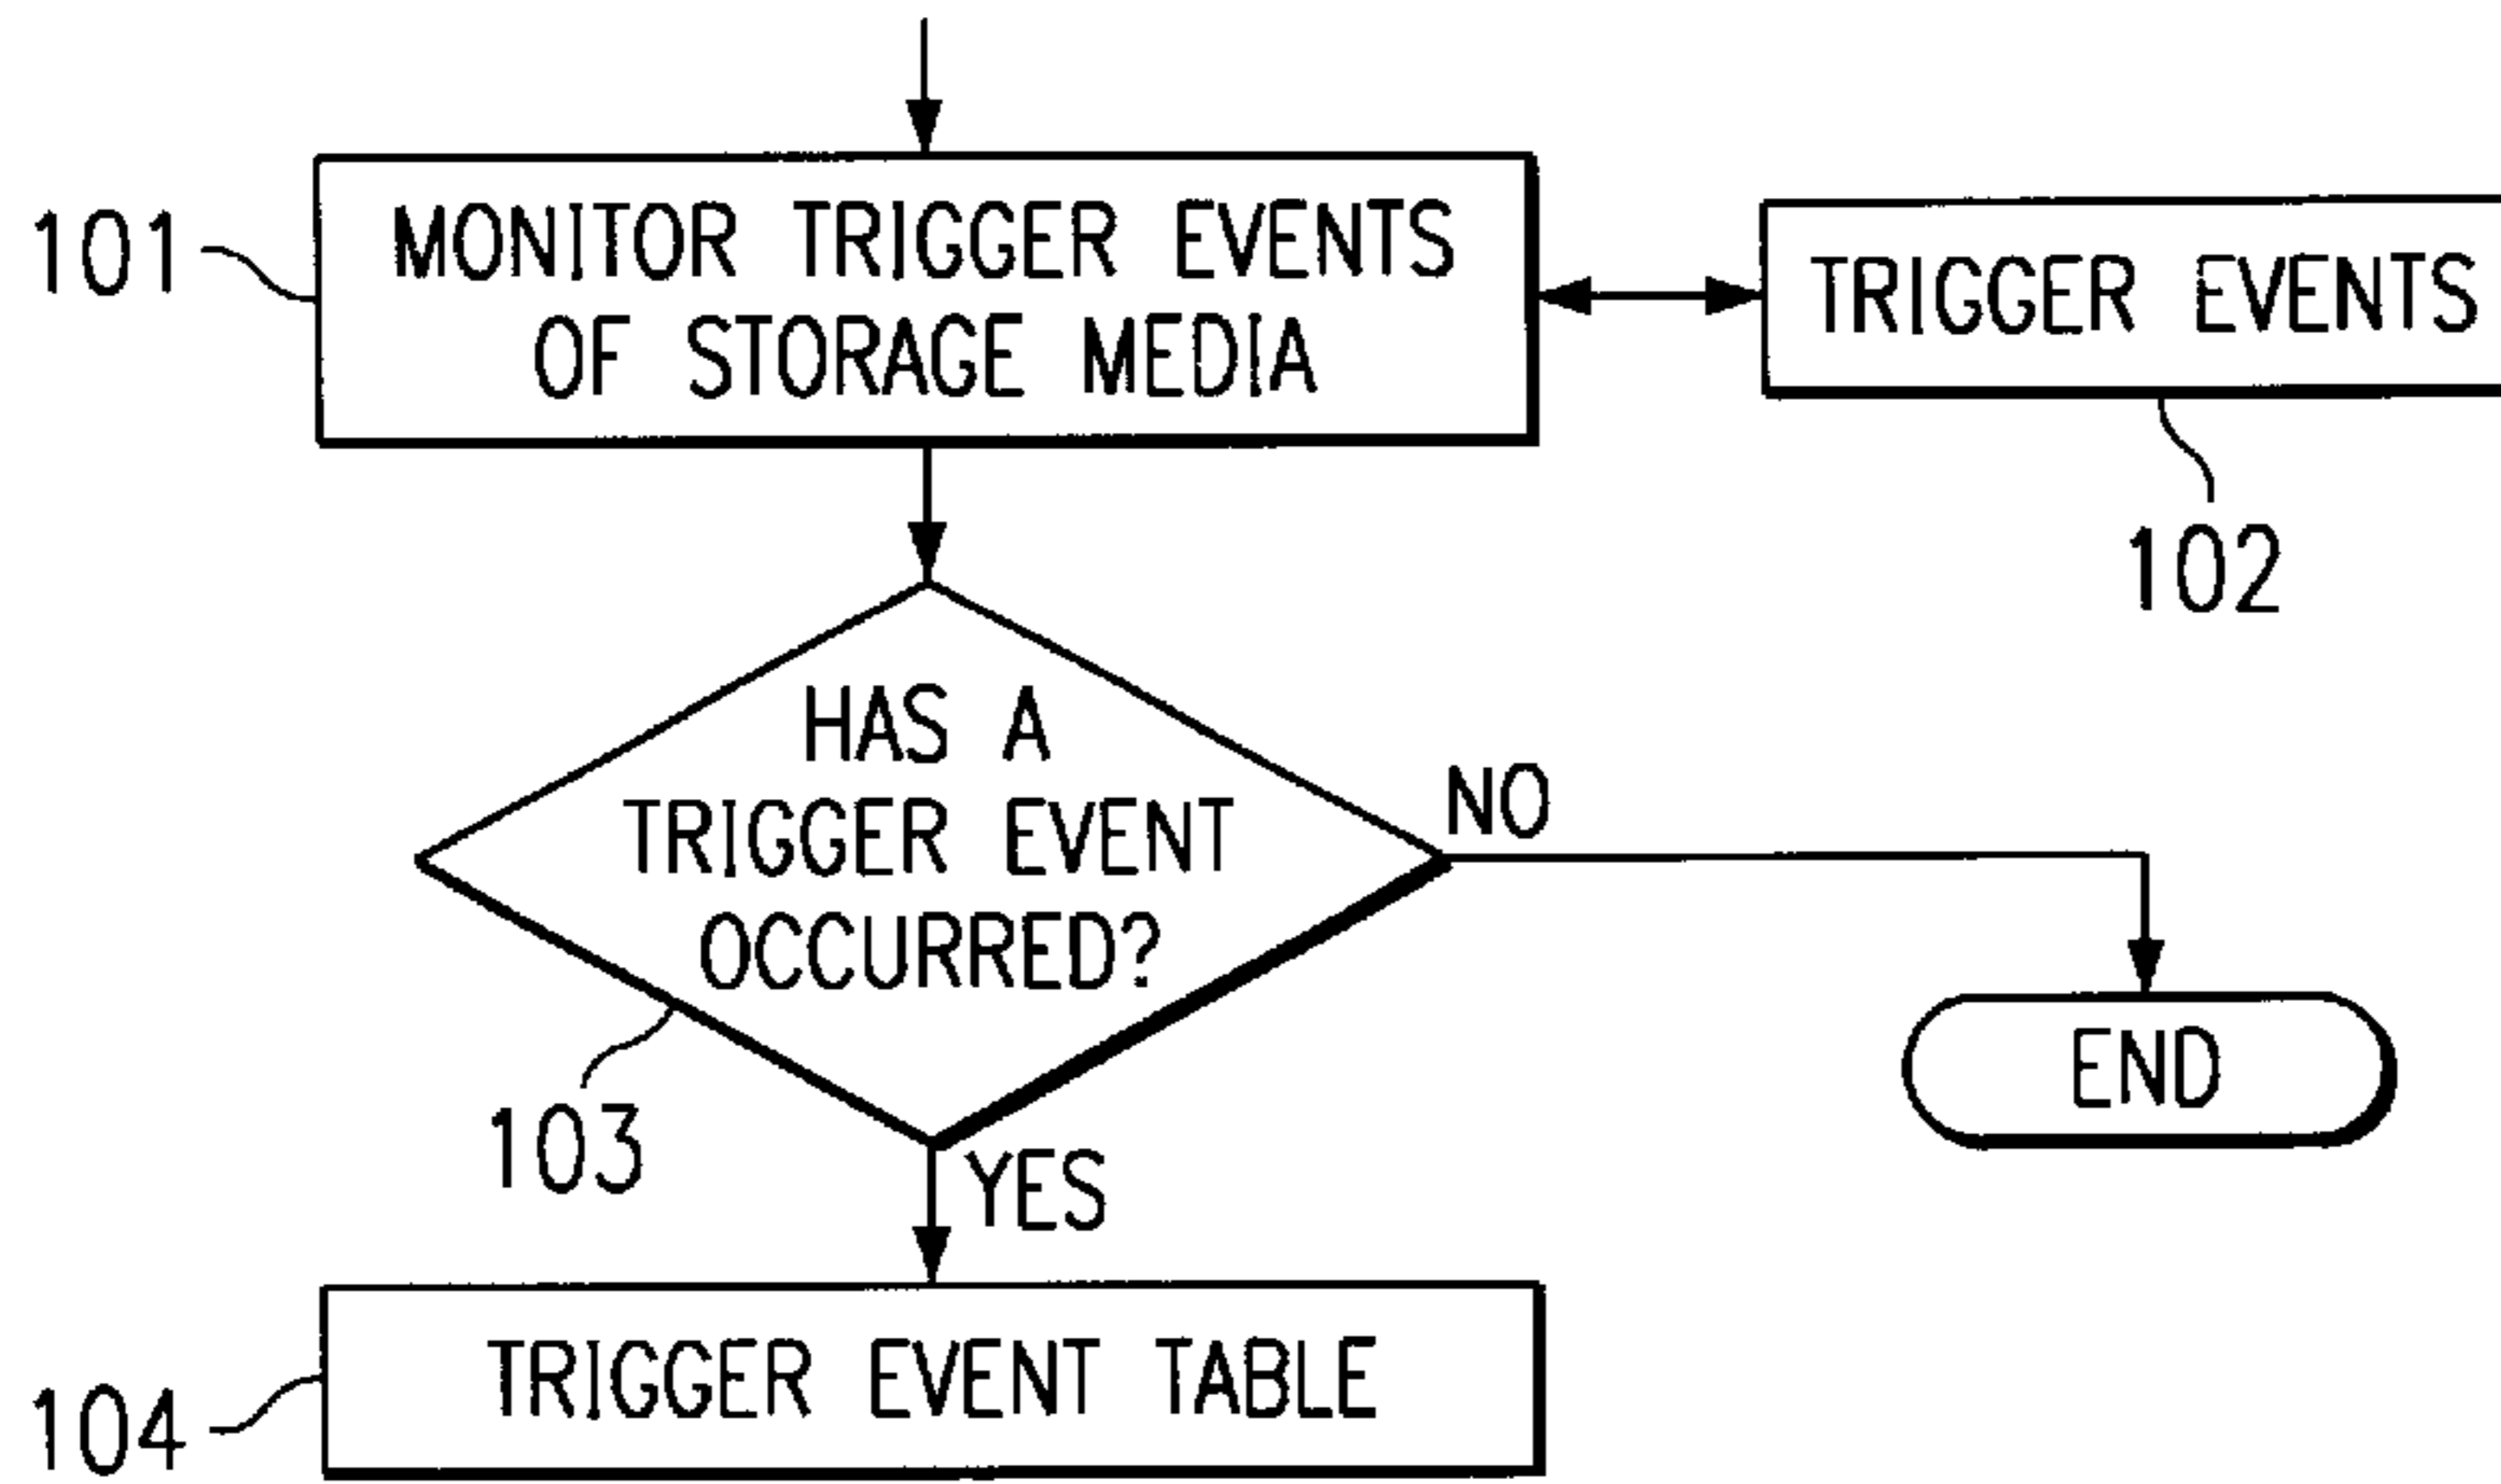 101
MONITOR TRIGGER EVENTS
OF STORAGE MEDIA
TRIGGER EVENTS
102
HAS A
TRIGGER EVENT
OCCURRED?
NO
END
103
YES
104
TRIGGER EVENT TABLE